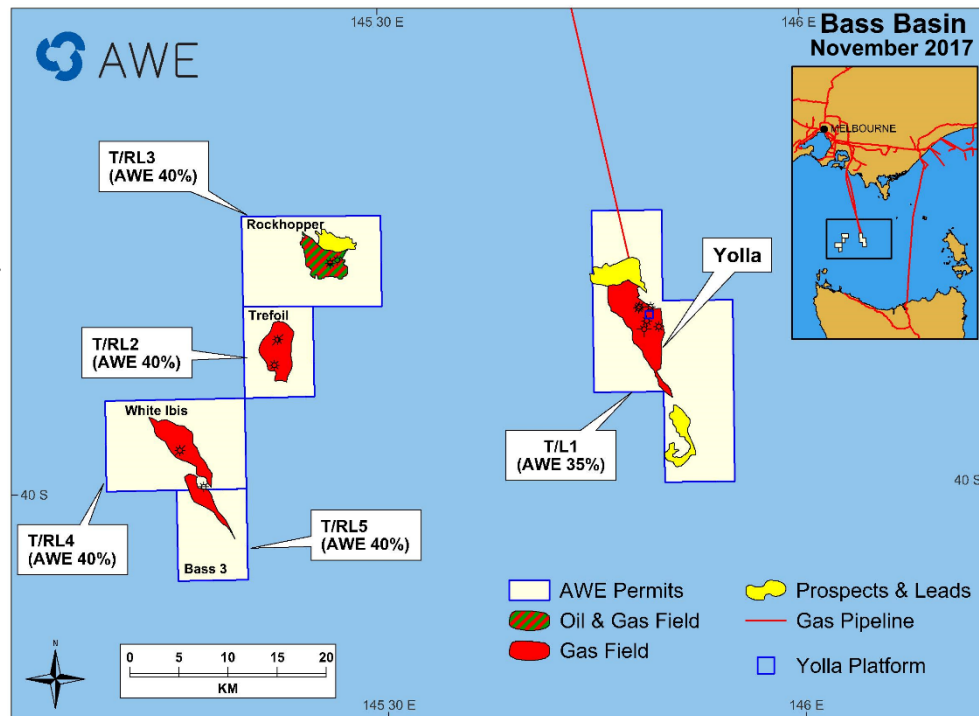 145 30 E
146 E
AWE
Bass Basin
November 2017
MELBOURNE
T/RL3
(AWE 40%)
Rockhopper
Yolla
Trefoil
T/RL2
(AWE 40%)
White Ibis
T/L1
(AWE 35%)
40 S
40 S
T/RL4
(AWE 40%)
T/RL5
(AWE 40%)
Bass 3
AWE Permits
Oil & Gas Field
Gas Field
Prospects & Leads
Gas Pipeline
Yolla Platform
N
0 5 10 20
KM
145 30 E
146 E